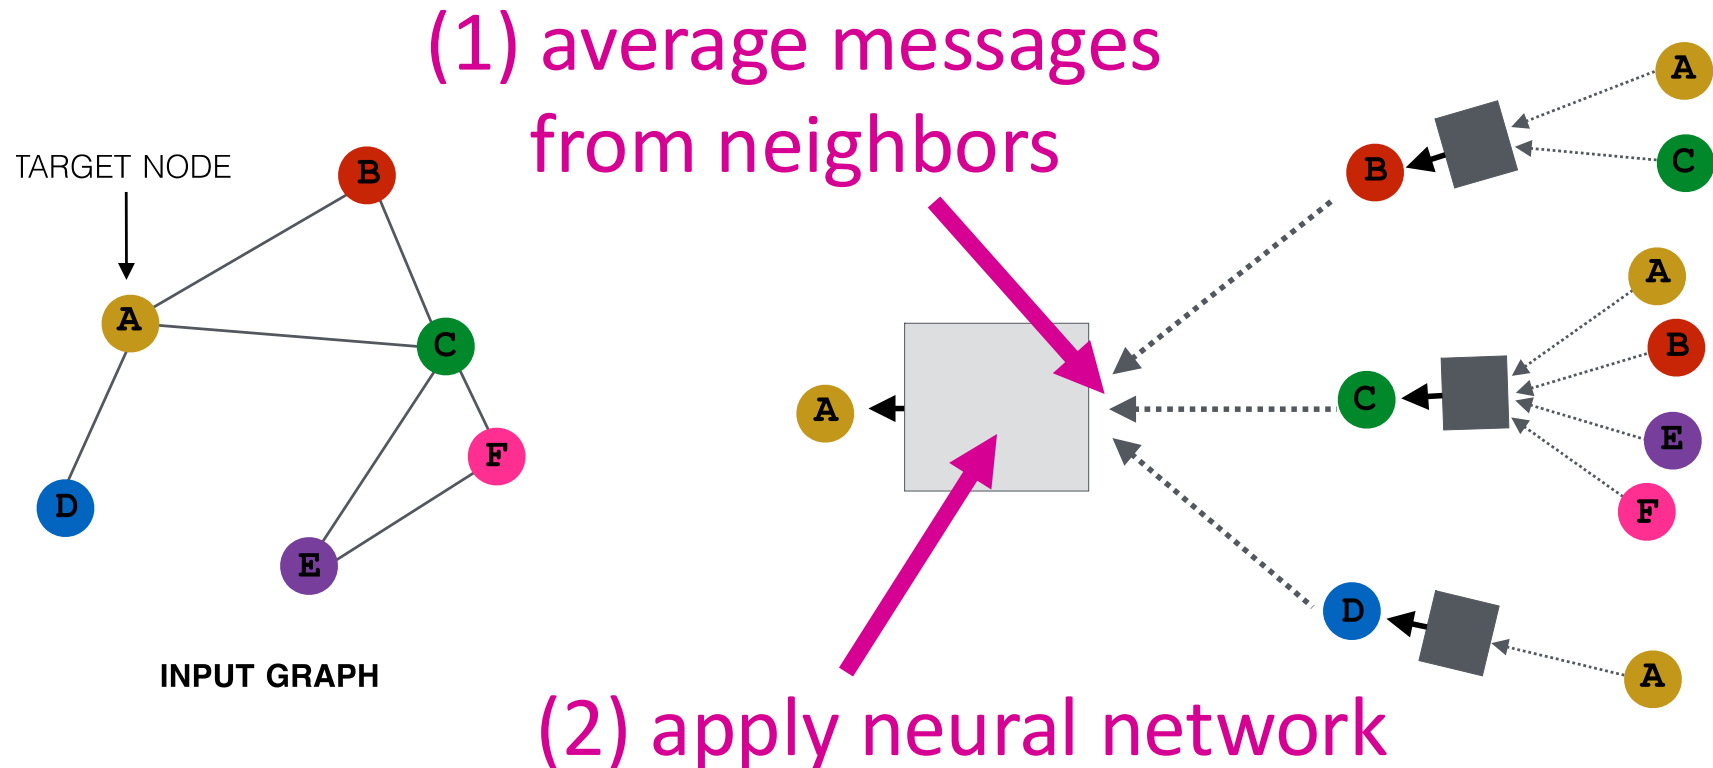 (1) average messages
from neighbors
TARGET NODE
B
A
C
F
D
E
INPUT GRAPH
A
B
C
D
A
C
A
B
E
F
A
(2) apply neural network